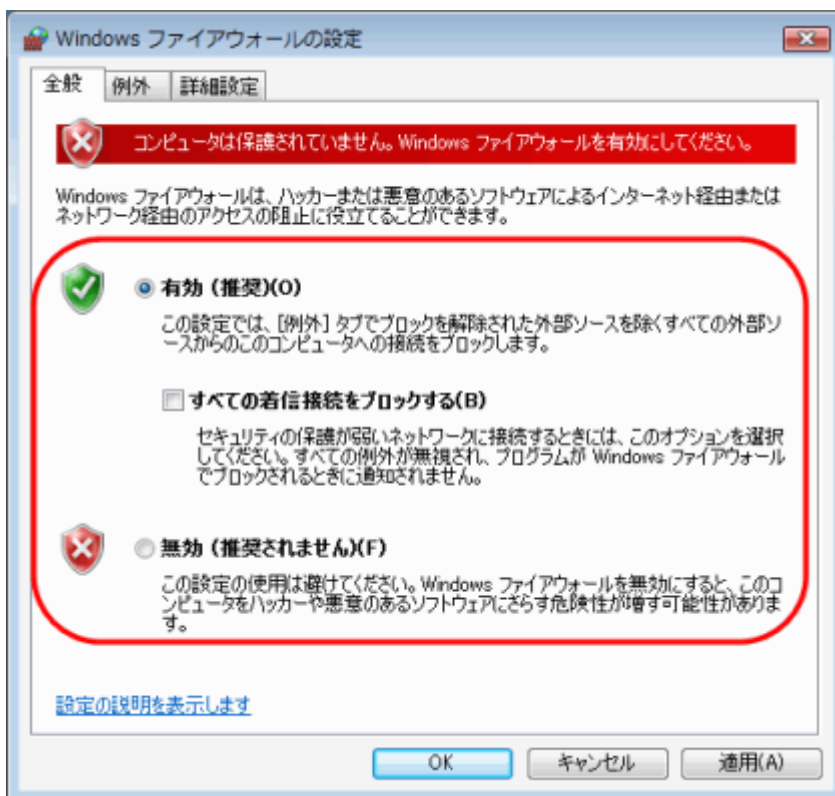 Windows ファイアウォールの設定
全般 例外 詳細設定
コンピュータは保護されていません。Windows ファイアウォールを有効にしてください。
Windows ファイアウォールは、ハッカーまたは悪意のあるソフトウェアによるインターネット経由または
ネットワーク経由のアクセスの阻止に役立てることができます。
有効 (推奨)(O)
この設定では、[例外] タブでブロックを解除された外部ソースを除くすべての外部ソ
ースからのこのコンピュータへの接続をブロックします。
すべての着信接続をブロックする(B)
セキュリティの保護が弱いネットワークに接続するときには、このオプションを選択
してください。すべての例外が無視され、プログラムが Windows ファイアウォール
でブロックされるときに通知されません。
無効 (推奨されません)(F)
この設定の使用は避けてください。Windows ファイアウォールを無効にすると、このコ
ンピュータをハッカーや悪意のあるソフトウェアにさらす危険性が増す可能性がありま
す。
設定の説明を表示します
OK キャンセル 適用(A)